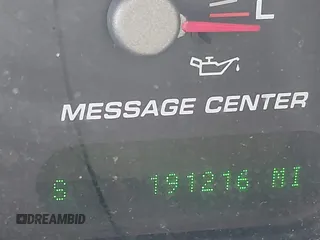 L
MESSAGE CENTER
S 191216 MI
DREAMBID